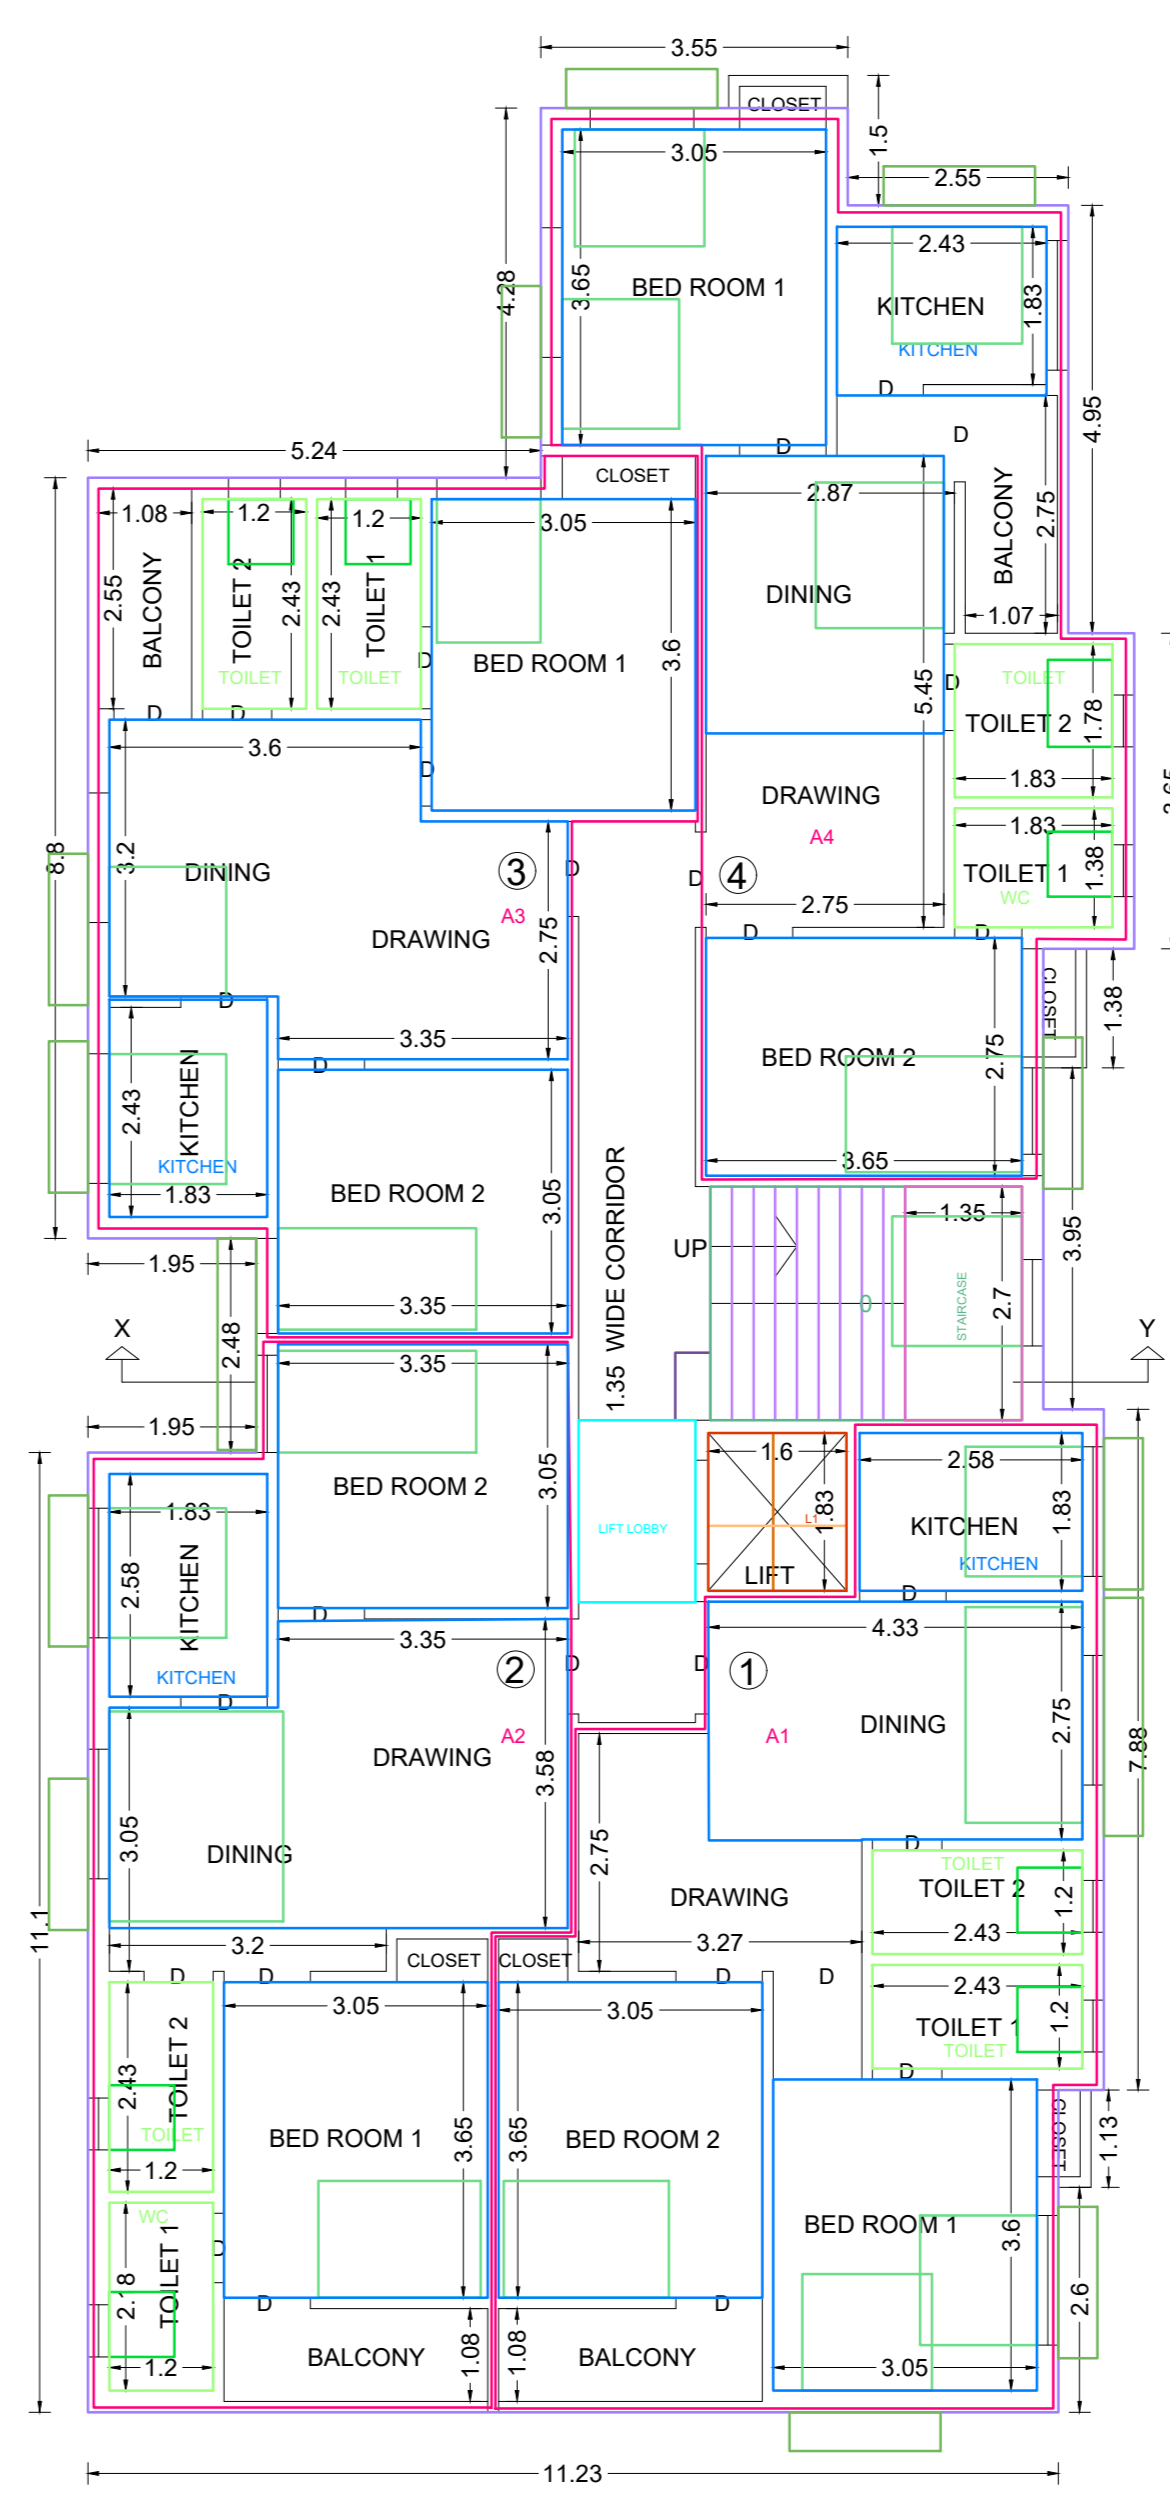 3.55
CLOSET
1.5
3.05
2.55
2.43
4.28
3.65
BED ROOM 1
KITCHEN
1.83
KITCHEN
D
4.95
D
D
5.24
CLOSET
2.87
2.75
BALCONY
1.08
1.2
1.2
3.05
2.55
BALCONY
TOILET 2
2.43
2.43
TOILET 1
DINING
1.07
D
BED ROOM 1
3.6
5.45
TOILET
TOILET
TOILET
D
TOILET 2
1.78
D
D
3.6
D
1.83
DRAWING
A4
1.83
8.8
3.2
DINING
3
D
D
4
TOILET 1
1.38
WC
A3
2.75
DRAWING
2.75
D
D
D
CLOSET
1.38
3.35
D
BED ROOM 2
2.75
2.43
KITCHEN
KITCHEN
1.83
3.65
BED ROOM 2
3.05
1.35 WIDE CORRIDOR
UP
1.35
3.95
1.95
3.35
0
STAIRCASE
2.7
X
2.48
Y
3.35
1.95
1.6
2.58
3.05
BED ROOM 2
1.83
LIFT LOBBY
L1
1.83
KITCHEN
1.83
2.58
KITCHEN
LIFT
KITCHEN
D
D
3.35
4.33
KITCHEN
D
2
D
D
1
A2
A1
DINING
2.75
7.88
DRAWING
3.58
3.05
DINING
2.75
D
TOILET
TOILET 2
1.2
DRAWING
11.1
3.2
CLOSET
CLOSET
3.27
2.43
D
D
D
D
2.43
3.05
3.05
TOILET 1
1.2
TOILET
TOILET 2
2.43
TOILET
D
BED ROOM 1
3.65
3.65
BED ROOM 2
CLOSET
1.13
1.2
WC
TOILET 1
BED ROOM 1
3.6
D
2.18
D
D
2.6
BALCONY
1.08
1.08
BALCONY
1.2
3.05
11.23